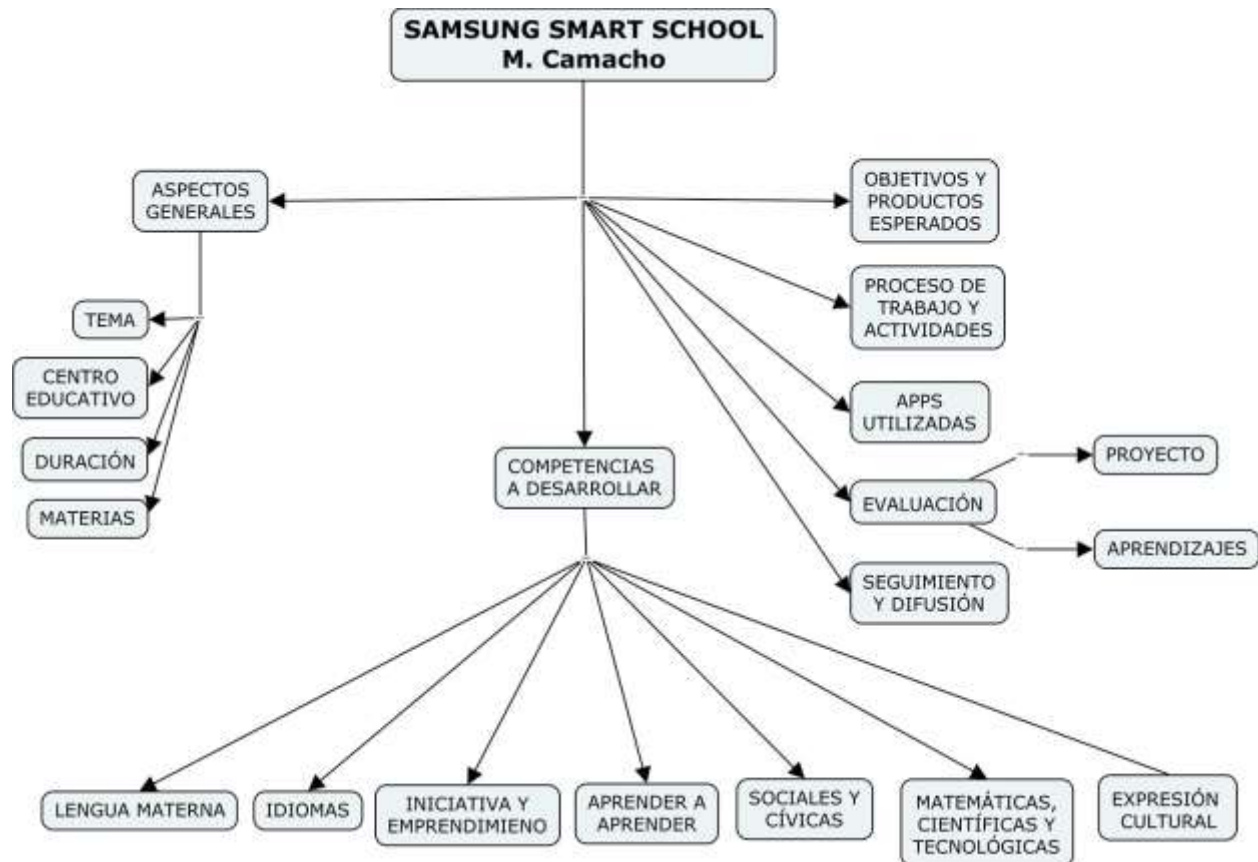 SAMSUNG SMART SCHOOL
M. Camacho
ASPECTOS
GENERALES
TEMA
CENTRO
EDUCATIVO
DURACIÓN
MATERIAS
COMPETENCIAS
A DESARROLLAR
OBJETIVOS Y
PRODUCTOS
ESPERADOS
PROCESO DE
TRABAJO Y
ACTIVIDADES
APPS
UTILIZADAS
EVALUACIÓN
PROYECTO
APRENDIZAJES
SEGUIMIENTO
Y DIFUSIÓN
LENGUA MATERNA
IDIOMAS
INICIATIVA Y
EMPRENDIMIENO
APRENDER A
APRENDER
SOCIALES Y
CÍVICAS
MATEMÁTICAS,
CIENTÍFICAS Y
TECNOLÓGICAS
EXPRESIÓN
CULTURAL